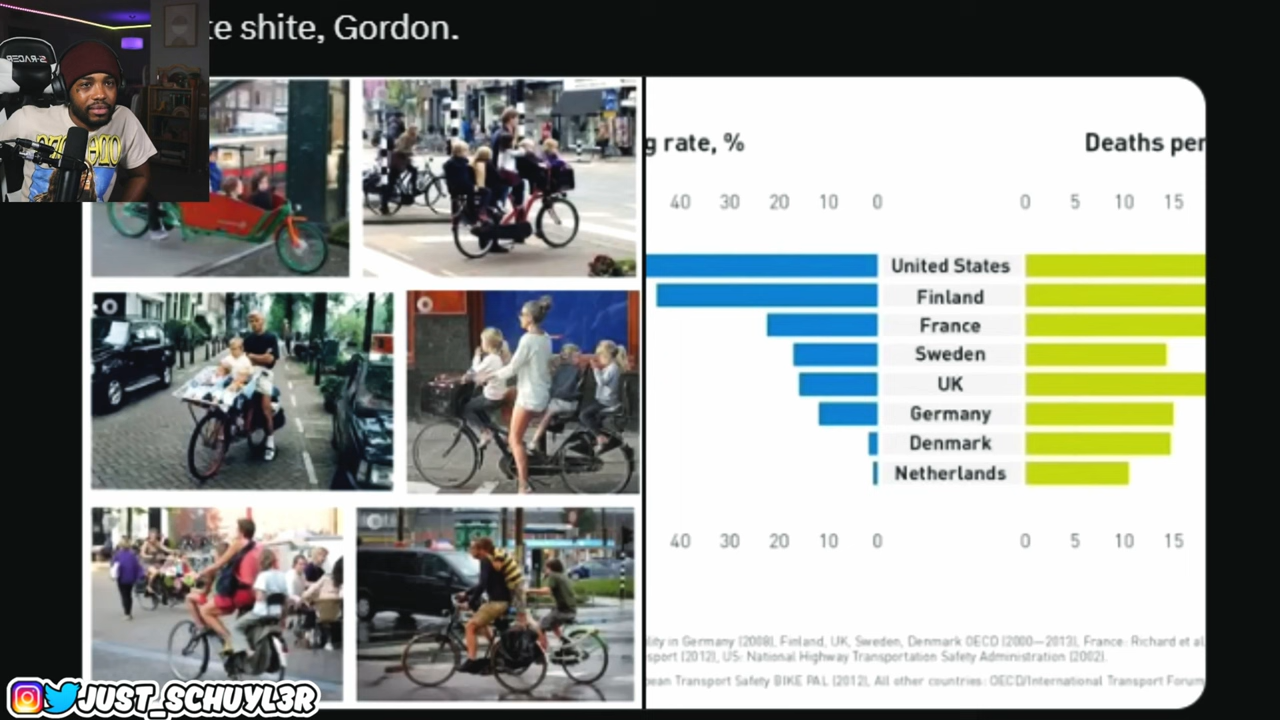 te shite, Gordon.
g rate, %
Deaths per
40 30 20 10 0
0 5 10 15
United States
Finland
France
Sweden
UK
Germany
Denmark
Netherlands
40 30 20 10 0
0 5 10 15
lity in Germany (2008), Finland, UK, Sweden, Denmark OECD (2000—2013), France: Richard et al
sport (2012), US: National Highway Transportation Safety Administration (2002).
ean Transport Safety BIKE PAL (2012), All other countries: OECD/International Transport Forum
JUST_SCHUYL3R